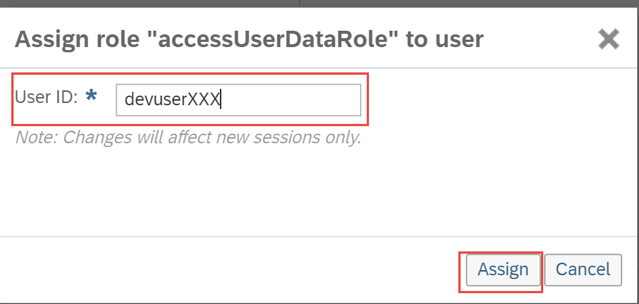 Assign role "accessUserDataRole" to user
User ID: * devuserXXX
Note: Changes will affect new sessions only.
Assign Cancel